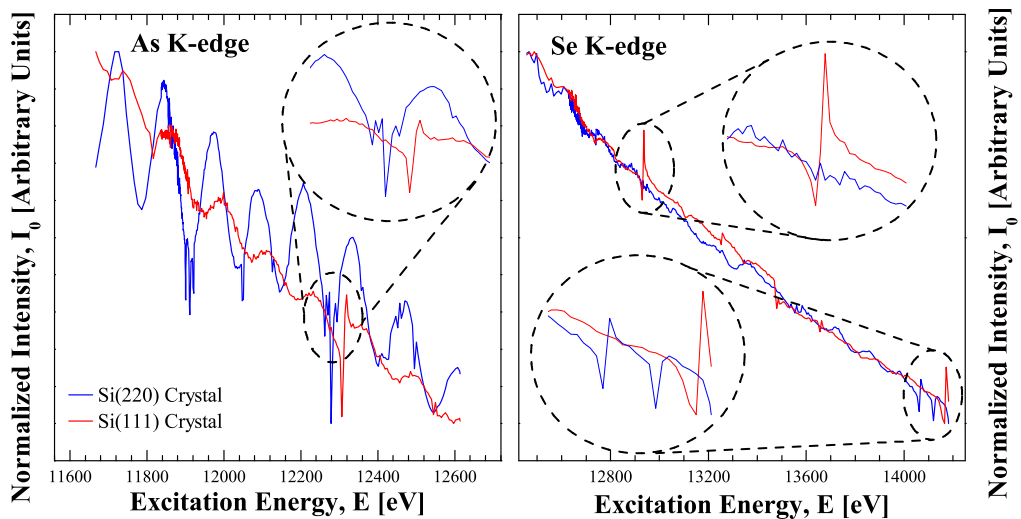 As K-edge
Se K-edge
Normalized Intensity, I0 [Arbitrary Units]
Normalized Intensity, I0 [Arbitrary Units]
Si(220) Crystal
Si(111) Crystal
11600 11800 12000 12200 12400 12600
12800 13200 13600 14000
Excitation Energy, E [eV]
Excitation Energy, E [eV]